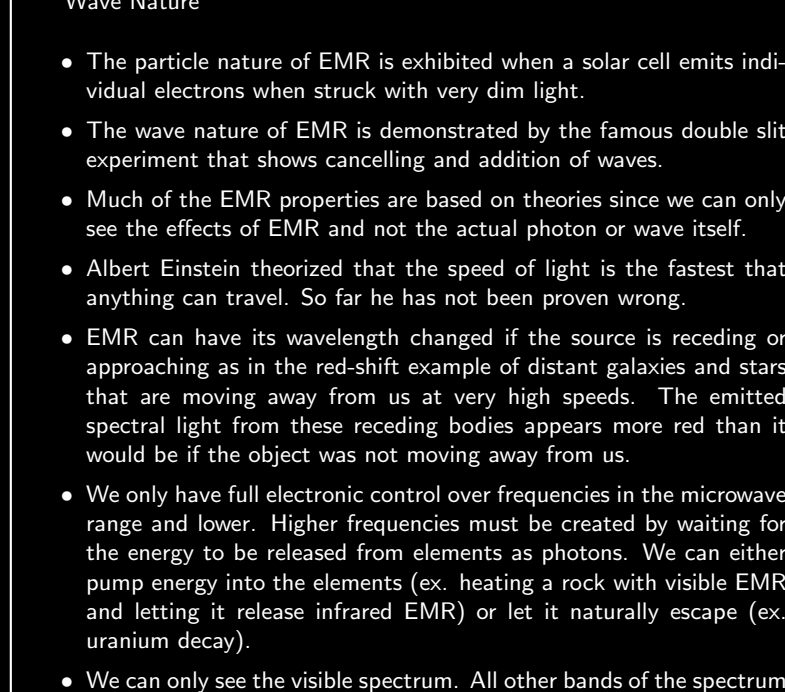 Wave Nature
• The particle nature of EMR is exhibited when a solar cell emits indi-
vidual electrons when struck with very dim light.
• The wave nature of EMR is demonstrated by the famous double slit
experiment that shows cancelling and addition of waves.
• Much of the EMR properties are based on theories since we can only
see the effects of EMR and not the actual photon or wave itself.
• Albert Einstein theorized that the speed of light is the fastest that
anything can travel. So far he has not been proven wrong.
• EMR can have its wavelength changed if the source is receding or
approaching as in the red-shift example of distant galaxies and stars
that are moving away from us at very high speeds. The emitted
spectral light from these receding bodies appears more red than it
would be if the object was not moving away from us.
• We only have full electronic control over frequencies in the microwave
range and lower. Higher frequencies must be created by waiting for
the energy to be released from elements as photons. We can either
pump energy into the elements (ex. heating a rock with visible EMR
and letting it release infrared EMR) or let it naturally escape (ex.
uranium decay).
• We can only see the visible spectrum. All other bands of the spectrum